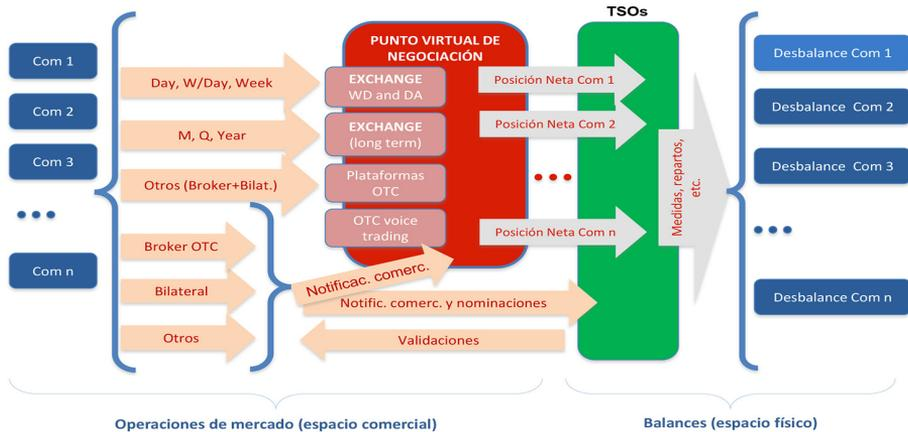 TSOs
PUNTO VIRTUAL DE
NEGOCIACIÓN
Com 1
Com 2
Com 3
Com n
Day, W/Day, Week
M, Q, Year
Otros (Broker+Bilat.)
Broker OTC
Bilateral
Otros
EXCHANGE
WD and DA
EXCHANGE
(long term)
Plataformas
OTC
OTC voice
trading
Notificac. comerc.
Notific. comerc. y nominaciones
Validaciones
Posición Neta Com 1
Posición Neta Com 2
Posición Neta Com n
Medidas, repartos,
etc.
Desbalance Com 1
Desbalance Com 2
Desbalance Com 3
Desbalance Com n
Operaciones de mercado (espacio comercial)
Balances (espacio físico)